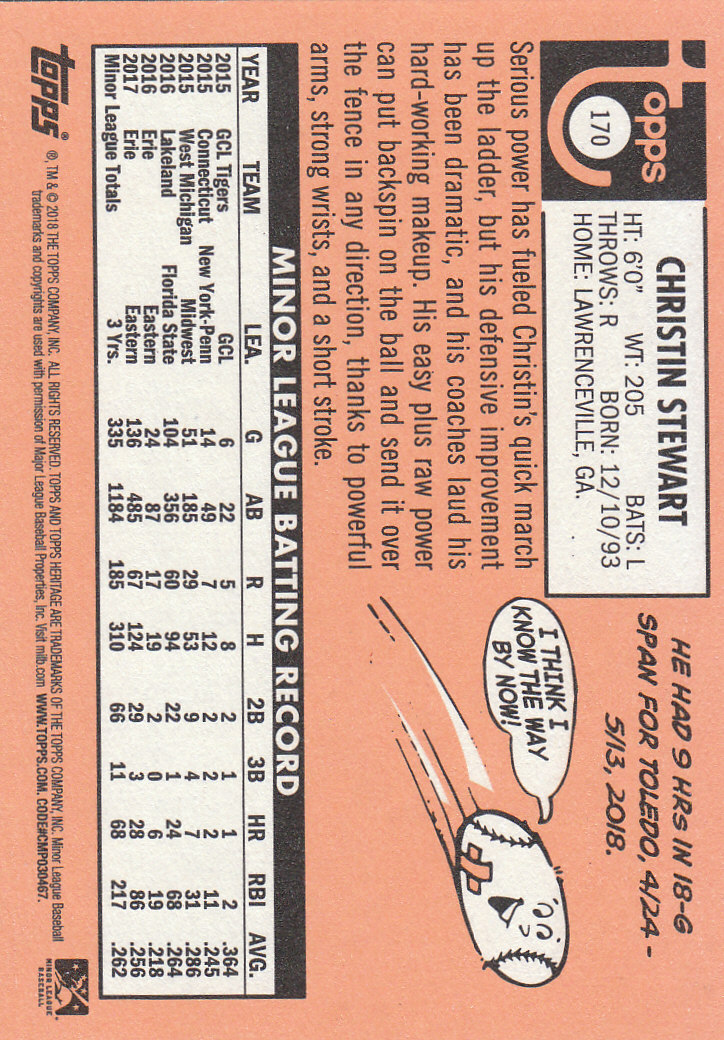 topps
170
CHRISTIN STEWART
HT: 6'0" WT: 205 BATS: L
THROWS: R BORN: 12/10/93
HOME: LAWRENCEVILLE, GA.
Serious power has fueled Christin's quick march
up the ladder, but his defensive improvement
has been dramatic, and his coaches laud his
hard-working makeup. His easy plus raw power
can put backspin on the ball and send it over
the fence in any direction, thanks to powerful
arms, strong wrists, and a short stroke.
HE HAD 9 HRS IN 18-G
SPAN FOR TOLEDO, 4/24-
5/13, 2018.
I THINK I
KNOW THE WAY
BY NOW!
MINOR LEAGUE BATTING RECORD
YEAR TEAM LEA. G AB R H 2B 3B HR RBI AVG.
2015 GCL Tigers GCL 6 22 5 8 2 1 1 2 .364
2015 Connecticut New York-Penn 14 49 7 12 2 2 2 11 .245
2015 West Michigan Midwest 51 185 29 53 9 4 7 31 .286
2016 Lakeland Florida State 104 356 60 94 22 1 24 68 .264
2016 Erie Eastern 24 87 17 19 2 0 6 19 .218
2017 Erie Eastern 136 485 67 124 29 3 28 86 .256
Minor League Totals 3 Yrs. 335 1184 185 310 66 11 68 217 .262
topps®
®, TM & © 2018 THE TOPPS COMPANY, INC. ALL RIGHTS RESERVED. TOPPS AND TOPPS HERITAGE ARE TRADEMARKS OF THE TOPPS COMPANY, INC. Minor League Baseball
trademarks and copyrights are used with permission of Major League Baseball Properties, Inc. Visit milb.com WWW.TOPPS.COM. CODE#CMP030467.
MINOR LEAGUE
BASEBALL